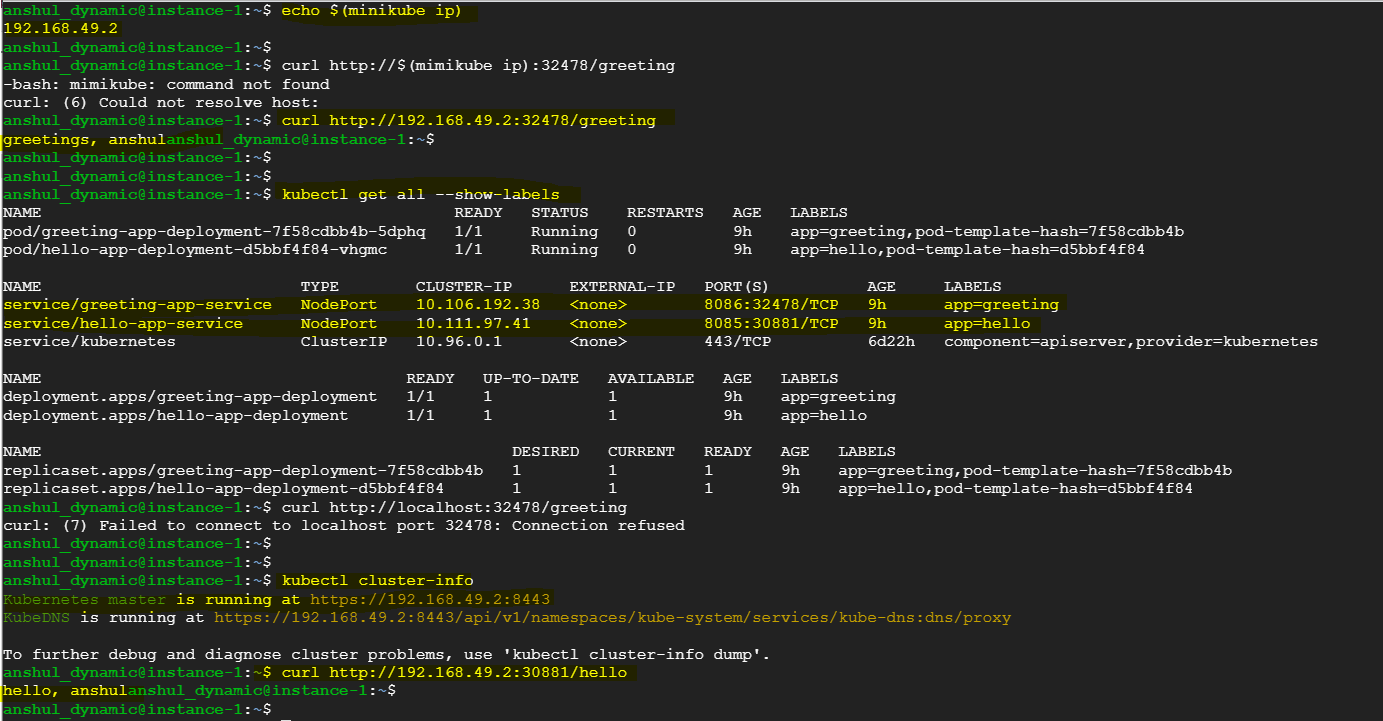 anshul_dynamic@instance-1:~$ echo $(minikube ip)
192.168.49.2
anshul_dynamic@instance-1:~$
anshul_dynamic@instance-1:~$ curl http://$(mimikube ip):32478/greeting
-bash: mimikube: command not found
curl: (6) Could not resolve host:
anshul_dynamic@instance-1:~$ curl http://192.168.49.2:32478/greeting
greetings, anshulanshul_dynamic@instance-1:~$
anshul_dynamic@instance-1:~$
anshul_dynamic@instance-1:~$
anshul_dynamic@instance-1:~$ kubectl get all --show-labels
NAME READY STATUS RESTARTS AGE LABELS
pod/greeting-app-deployment-7f58cdbb4b-5dphq 1/1 Running 0 9h app=greeting,pod-template-hash=7f58cdbb4b
pod/hello-app-deployment-d5bbf4f84-vhgmc 1/1 Running 0 9h app=hello,pod-template-hash=d5bbf4f84
NAME TYPE CLUSTER-IP EXTERNAL-IP PORT(S) AGE LABELS
service/greeting-app-service NodePort 10.106.192.38 <none> 8086:32478/TCP 9h app=greeting
service/hello-app-service NodePort 10.111.97.41 <none> 8085:30881/TCP 9h app=hello
service/kubernetes ClusterIP 10.96.0.1 <none> 443/TCP 6d22h component=apiserver,provider=kubernetes
NAME READY UP-TO-DATE AVAILABLE AGE LABELS
deployment.apps/greeting-app-deployment 1/1 1 1 9h app=greeting
deployment.apps/hello-app-deployment 1/1 1 1 9h app=hello
NAME DESIRED CURRENT READY AGE LABELS
replicaset.apps/greeting-app-deployment-7f58cdbb4b 1 1 1 9h app=greeting,pod-template-hash=7f58cdbb4b
replicaset.apps/hello-app-deployment-d5bbf4f84 1 1 1 9h app=hello,pod-template-hash=d5bbf4f84
anshul_dynamic@instance-1:~$ curl http://localhost:32478/greeting
curl: (7) Failed to connect to localhost port 32478: Connection refused
anshul_dynamic@instance-1:~$
anshul_dynamic@instance-1:~$
anshul_dynamic@instance-1:~$ kubectl cluster-info
Kubernetes master is running at https://192.168.49.2:8443
KubeDNS is running at https://192.168.49.2:8443/api/v1/namespaces/kube-system/services/kube-dns:dns/proxy
To further debug and diagnose cluster problems, use 'kubectl cluster-info dump'.
anshul_dynamic@instance-1:~$ curl http://192.168.49.2:30881/hello
hello, anshulanshul_dynamic@instance-1:~$
anshul_dynamic@instance-1:~$